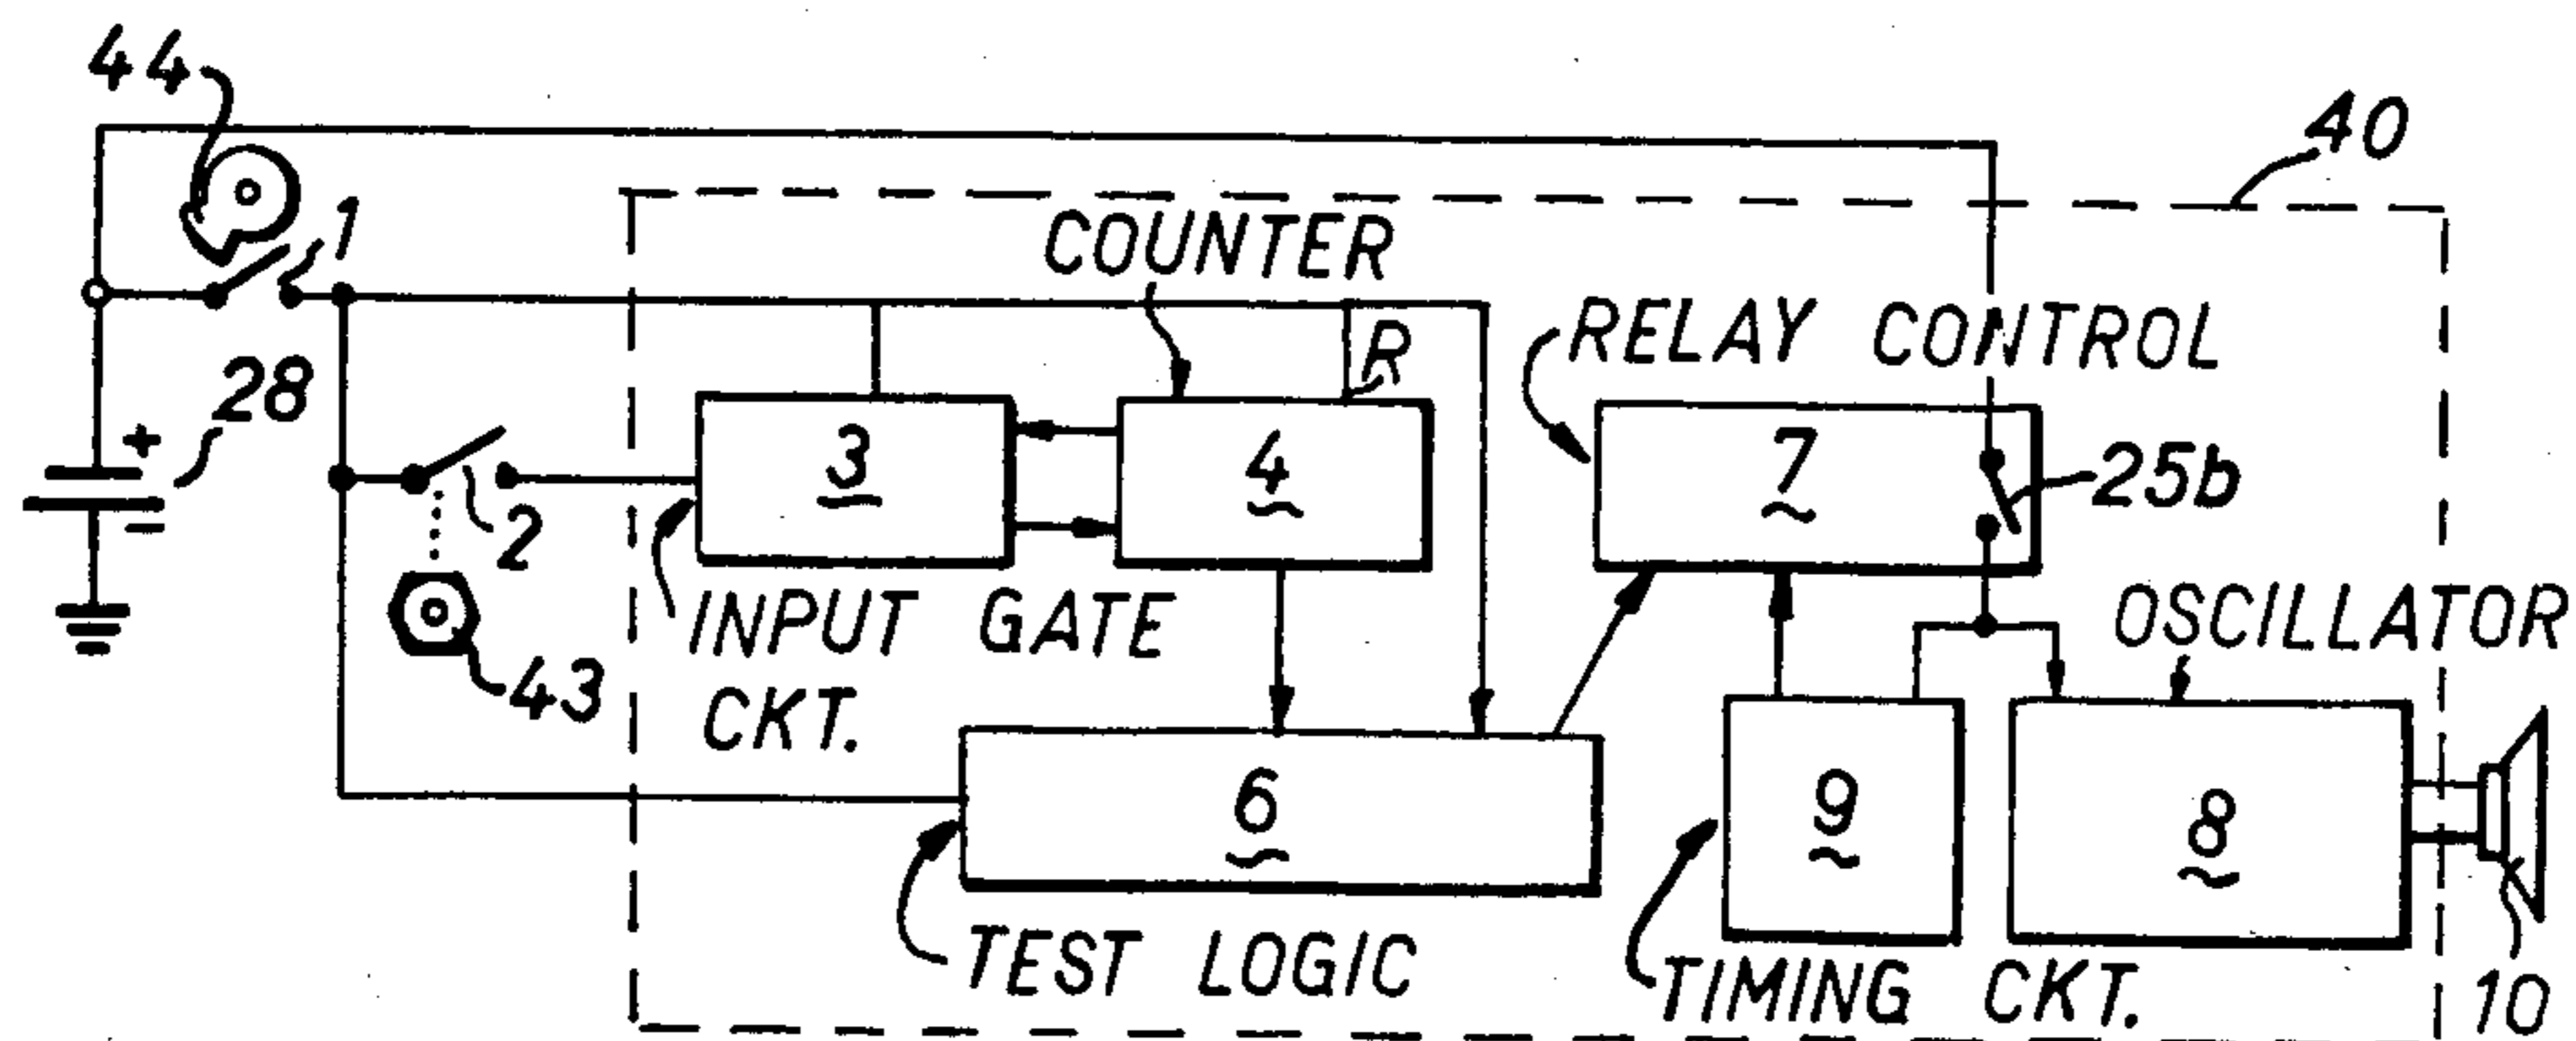 44
40
1
COUNTER
R
RELAY CONTROL
28
+
-
3
4
7
25b
2
INPUT GATE
CKT.
OSCILLATOR
43
6
9
8
TEST LOGIC
TIMING CKT.
10